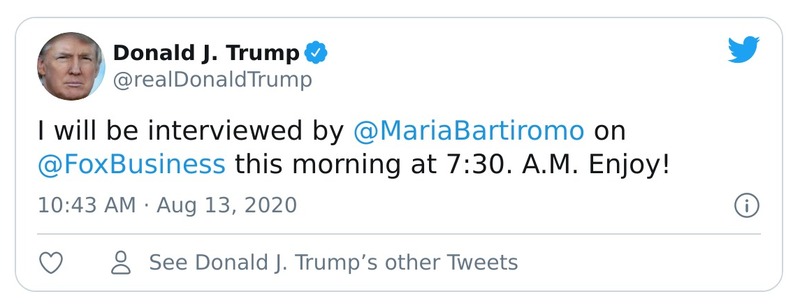 Donald J. Trump
@realDonaldTrump
I will be interviewed by @MariaBartiromo on
@FoxBusiness this morning at 7:30. A.M. Enjoy!
10:43 AM · Aug 13, 2020
See Donald J. Trump’s other Tweets